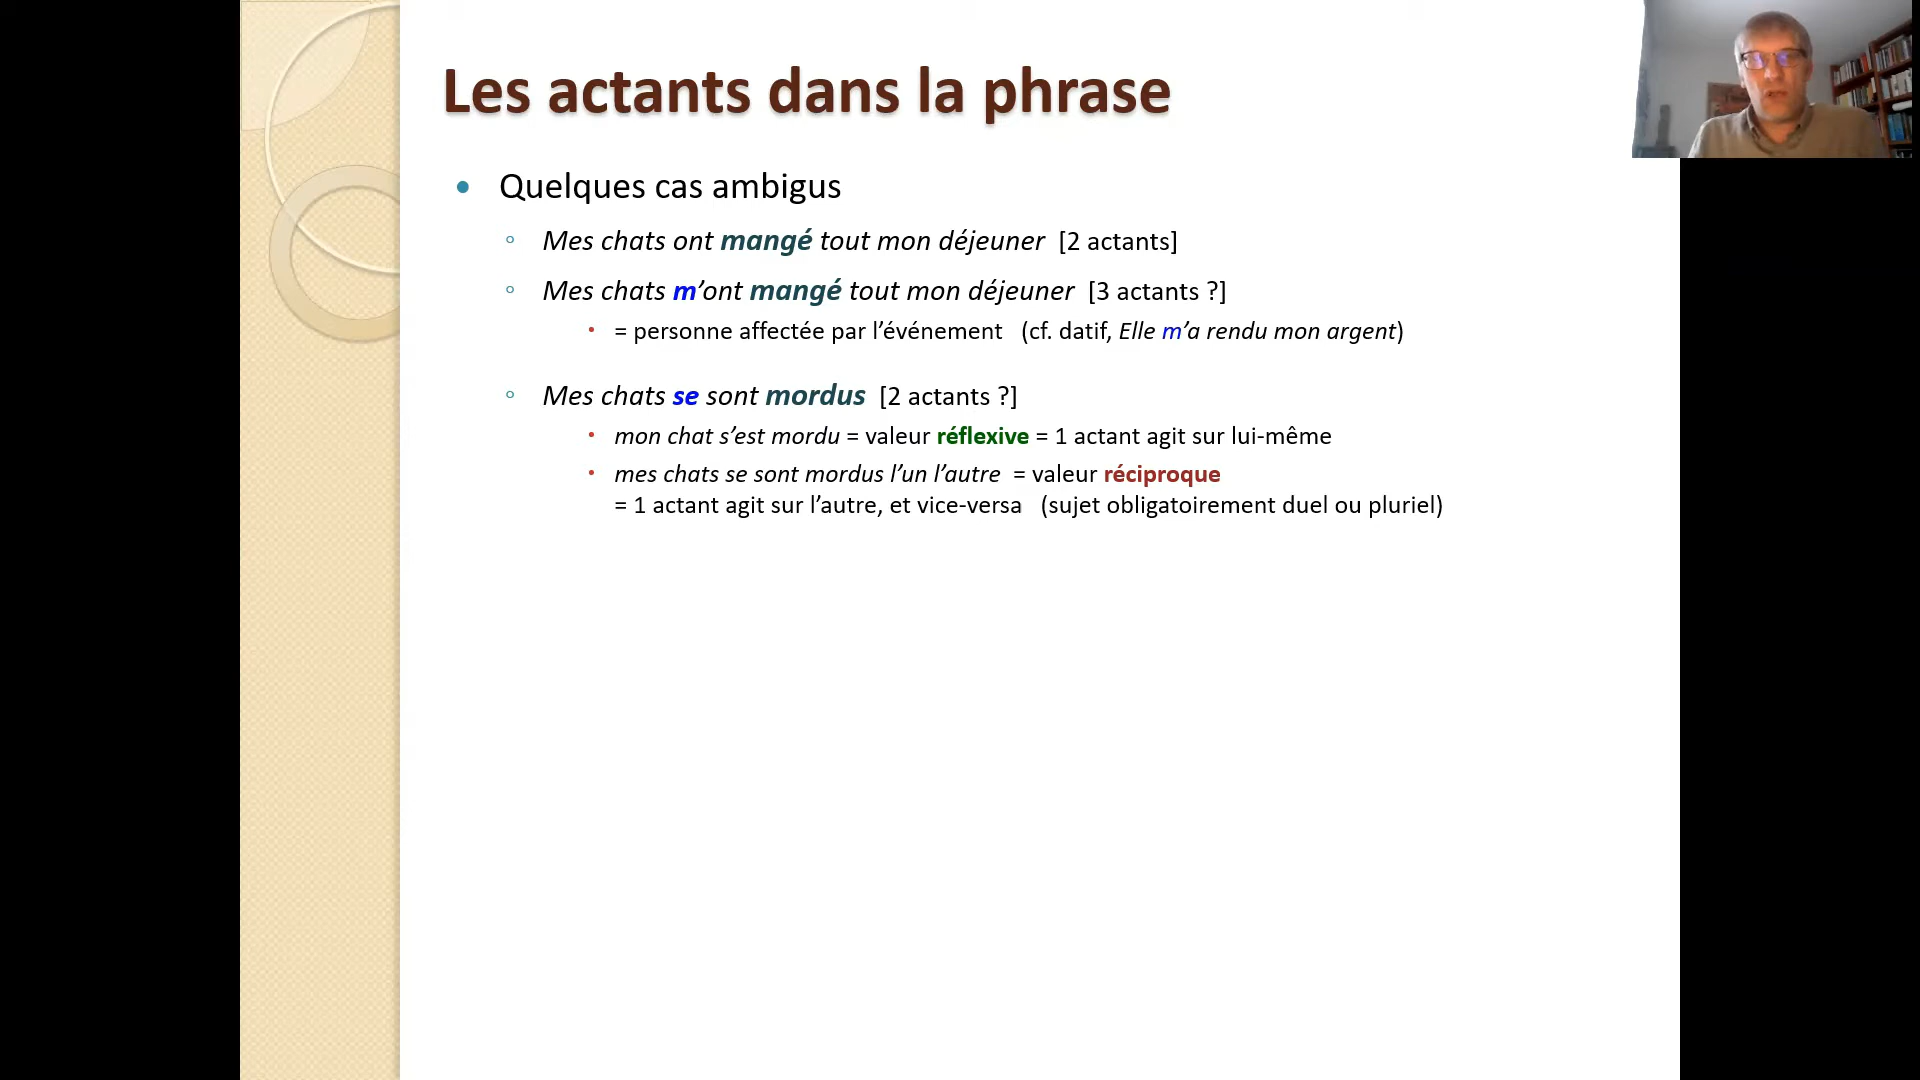 Les actants dans la phrase
• Quelques cas ambigus
◦ Mes chats ont mangé tout mon déjeuner [2 actants]
◦ Mes chats m’ont mangé tout mon déjeuner [3 actants ?]
• = personne affectée par l’événement (cf. datif, Elle m’a rendu mon argent)
◦ Mes chats se sont mordus [2 actants ?]
• mon chat s’est mordu = valeur réflexive = 1 actant agit sur lui-même
• mes chats se sont mordus l’un l’autre = valeur réciproque
= 1 actant agit sur l’autre, et vice-versa (sujet obligatoirement duel ou pluriel)